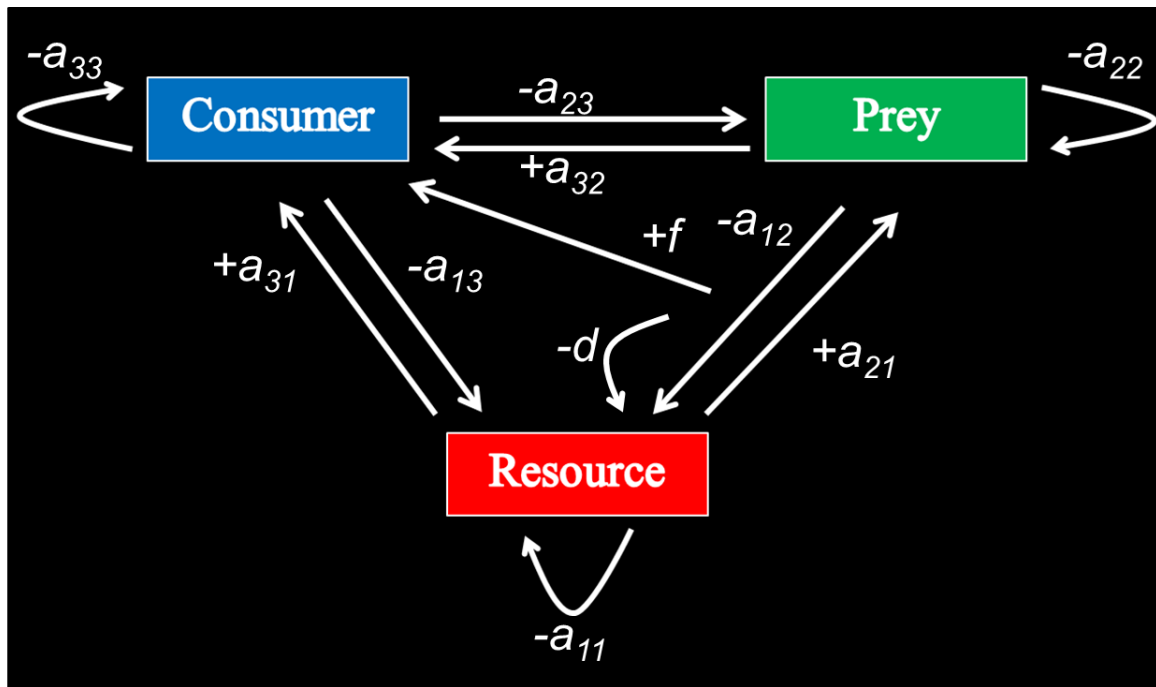 -a33
Consumer
-a23
+a32
Prey
-a22
+a31
-a13
+f
-a12
-d
+a21
Resource
-a11